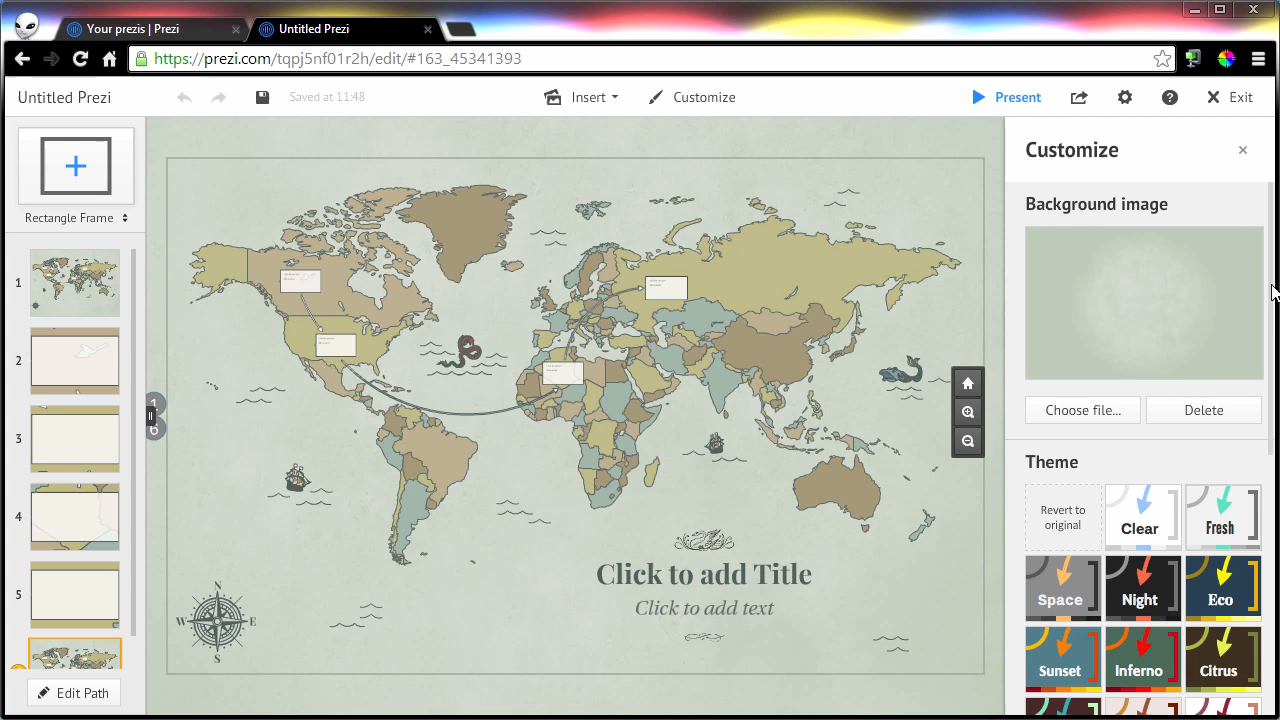 Your prezis | Prezi
Untitled Prezi
https://prezi.com/tqpj5nf01r2h/edit/#163_45341393
Untitled Prezi
Saved at 11:48
Insert
Customize
Present
Exit
Rectangle Frame
1
2
3
4
5
Edit Path
1
6
N
W
E
S
Click to add Title
Click to add text
Customize
Background image
Choose file...
Delete
Theme
Revert to
original
Clear
Fresh
Space
Night
Eco
Sunset
Inferno
Citrus